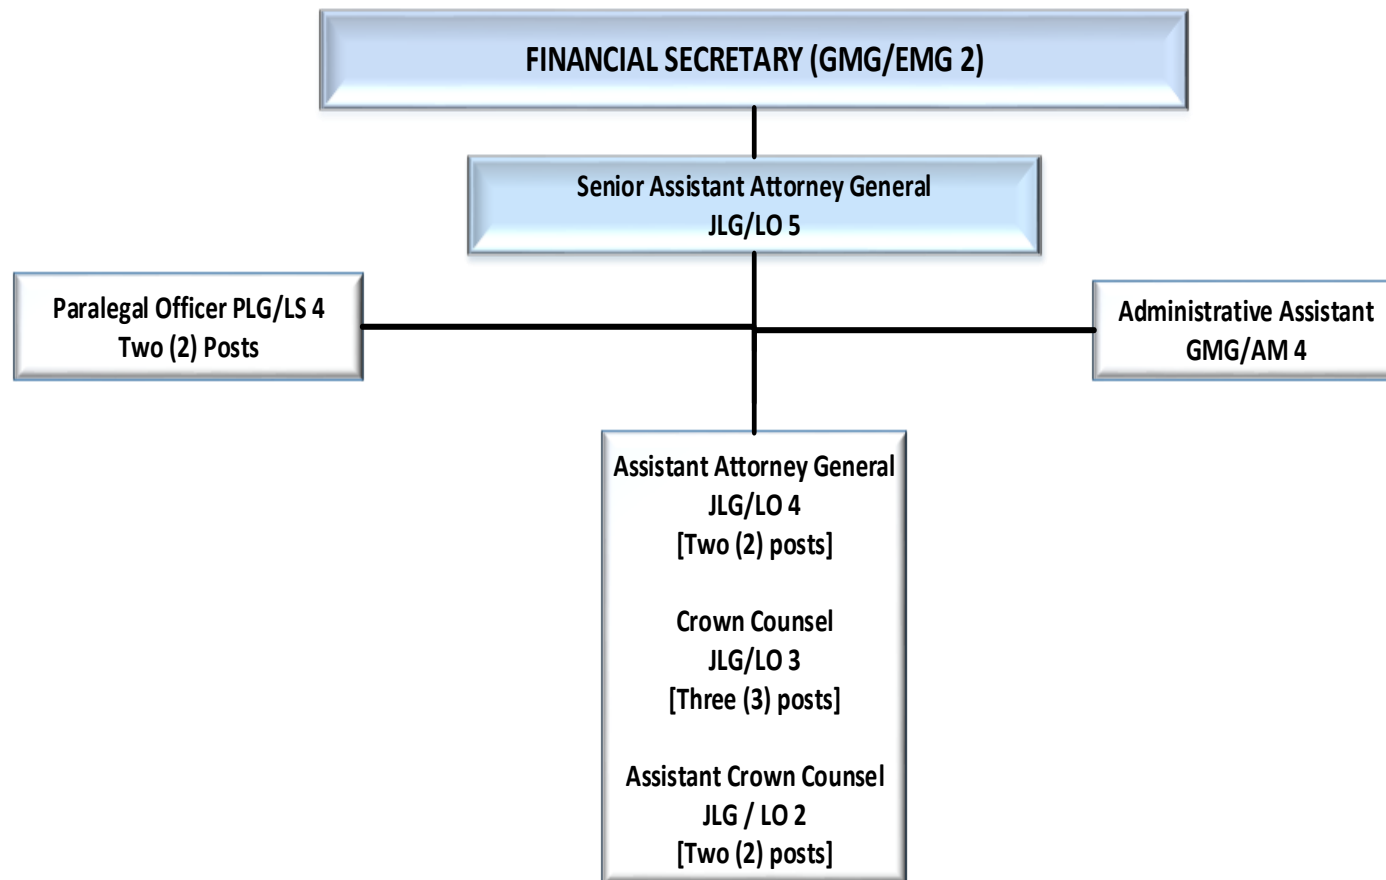 FINANCIAL SECRETARY (GMG/EMG 2)
Senior Assistant Attorney General
JLG/LO 5
Paralegal Officer PLG/LS 4
Two (2) Posts
Administrative Assistant
GMG/AM 4
Assistant Attorney General
JLG/LO 4
[Two (2) posts]
Crown Counsel
JLG/LO 3
[Three (3) posts]
Assistant Crown Counsel
JLG / LO 2
[Two (2) posts]